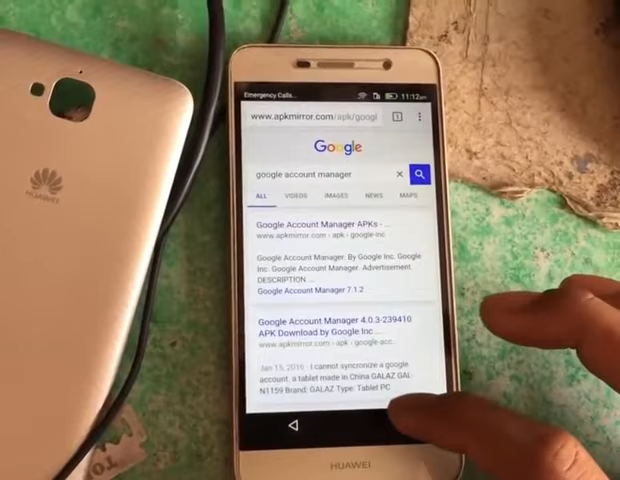 HUAWEI
Emergency Calls...
11:12am
www.apkmirror.com/apk/googl
1
Google
google account manager
ALL VIDEOS IMAGES NEWS MAPS
Google Account Manager APKs - ...
www.apkmirror.com › apk › google-inc
Google Account Manager. By Google Inc. Google
Inc. Google Account Manager. Advertisement.
DESCRIPTION ...
Google Account Manager 7.1.2
Google Account Manager 4.0.3-239410
APK Download by Google Inc ...
www.apkmirror.com › apk › google-acc...
Jan 15, 2016 - I cannot syncronize a google
account. a tablet made in China GALAZ GAL-
N1159 Brand: GALAZ Type: Tablet PC
HUAWEI